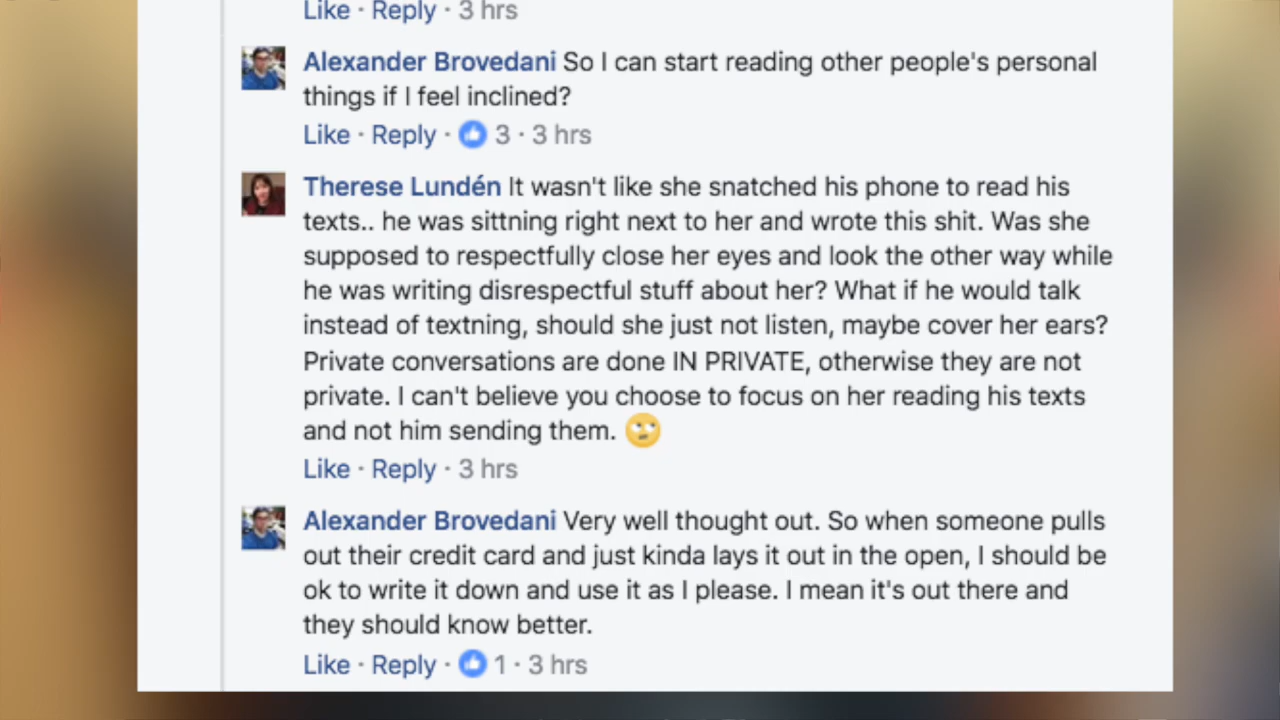 Like · Reply · 3 hrs
Alexander Brovedani So I can start reading other people's personal
things if I feel inclined?
Like · Reply · 3 · 3 hrs
Therese Lundén It wasn't like she snatched his phone to read his
texts.. he was sittning right next to her and wrote this shit. Was she
supposed to respectfully close her eyes and look the other way while
he was writing disrespectful stuff about her? What if he would talk
instead of textning, should she just not listen, maybe cover her ears?
Private conversations are done IN PRIVATE, otherwise they are not
private. I can't believe you choose to focus on her reading his texts
and not him sending them. 🙄
Like · Reply · 3 hrs
Alexander Brovedani Very well thought out. So when someone pulls
out their credit card and just kinda lays it out in the open, I should be
ok to write it down and use it as I please. I mean it's out there and
they should know better.
Like · Reply · 1 · 3 hrs